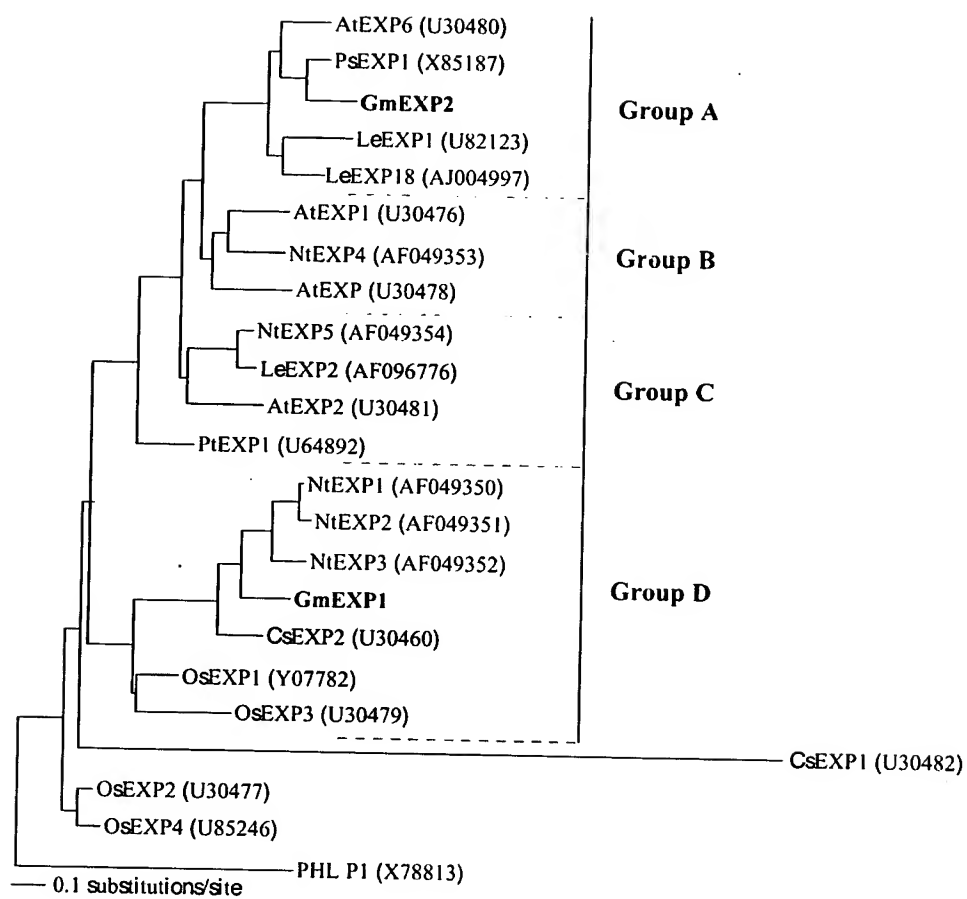 AtEXP6 (U30480)
PsEXP1 (X85187)
GmEXP2
Group A
LeEXP1 (U82123)
LeEXP18 (AJ004997)
AtEXP1 (U30476)
NtEXP4 (AF049353)
Group B
AtEXP (U30478)
NtEXP5 (AF049354)
LeEXP2 (AF096776)
Group C
AtEXP2 (U30481)
PtEXP1 (U64892)
NtEXP1 (AF049350)
NtEXP2 (AF049351)
NtEXP3 (AF049352)
Group D
GmEXP1
CsEXP2 (U30460)
OsEXP1 (Y07782)
OsEXP3 (U30479)
CsEXP1 (U30482)
OsEXP2 (U30477)
OsEXP4 (U85246)
PHL P1 (X78813)
0.1 substitutions/site